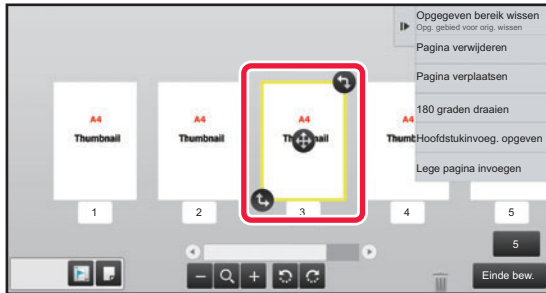 Opgegeven bereik wissen
Opg. gebied voor orig. wissen
Pagina verwijderen
Pagina verplaatsen
180 graden draaien
Hoofdstukinvoeg. opgeven
Lege pagina invoegen
A4
Thumbnail
A4
Thumbnail
A4
Thumbnail
A4
1
2
3
4
5
5
Einde bew.